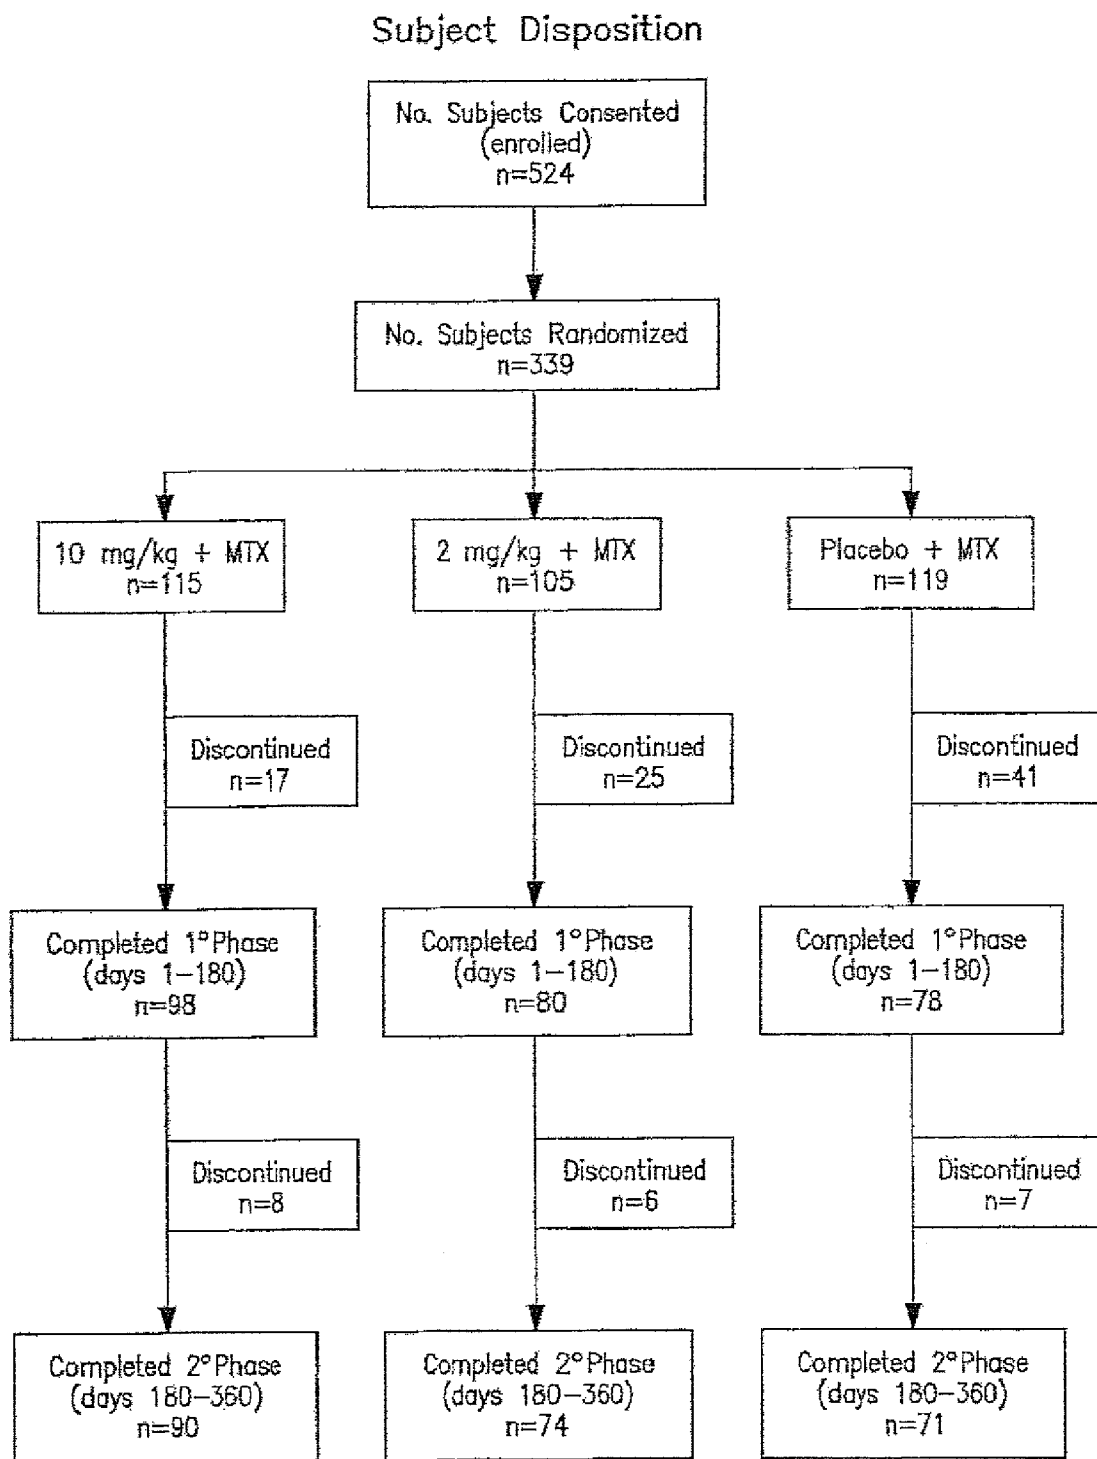 Subject Disposition
No. Subjects Consented
(enrolled)
n=524
No. Subjects Randomized
n=339
10 mg/kg + MTX
n=115
2 mg/kg + MTX
n=105
Placebo + MTX
n=119
Discontinued
n=17
Discontinued
n=25
Discontinued
n=41
Completed 1°Phase
(days 1-180)
n=98
Completed 1°Phase
(days 1-180)
n=80
Completed 1°Phase
(days 1-180)
n=78
Discontinued
n=8
Discontinued
n=6
Discontinued
n=7
Completed 2°Phase
(days 180-360)
n=90
Completed 2°Phase
(days 180-360)
n=74
Completed 2°Phase
(days 180-360)
n=71